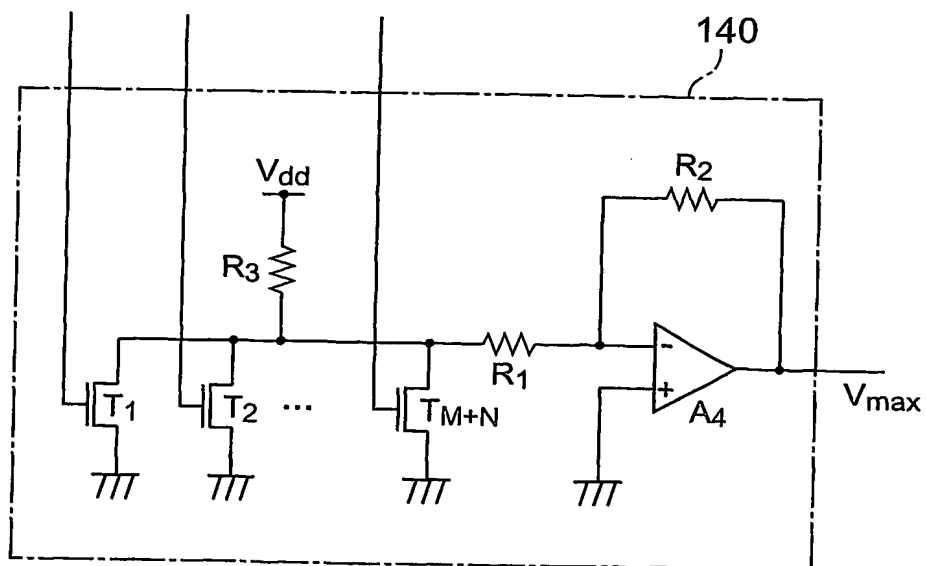 140
Vdd
R2
R3
R1
T1
T2
...
TM+N
-
+
A4
Vmax